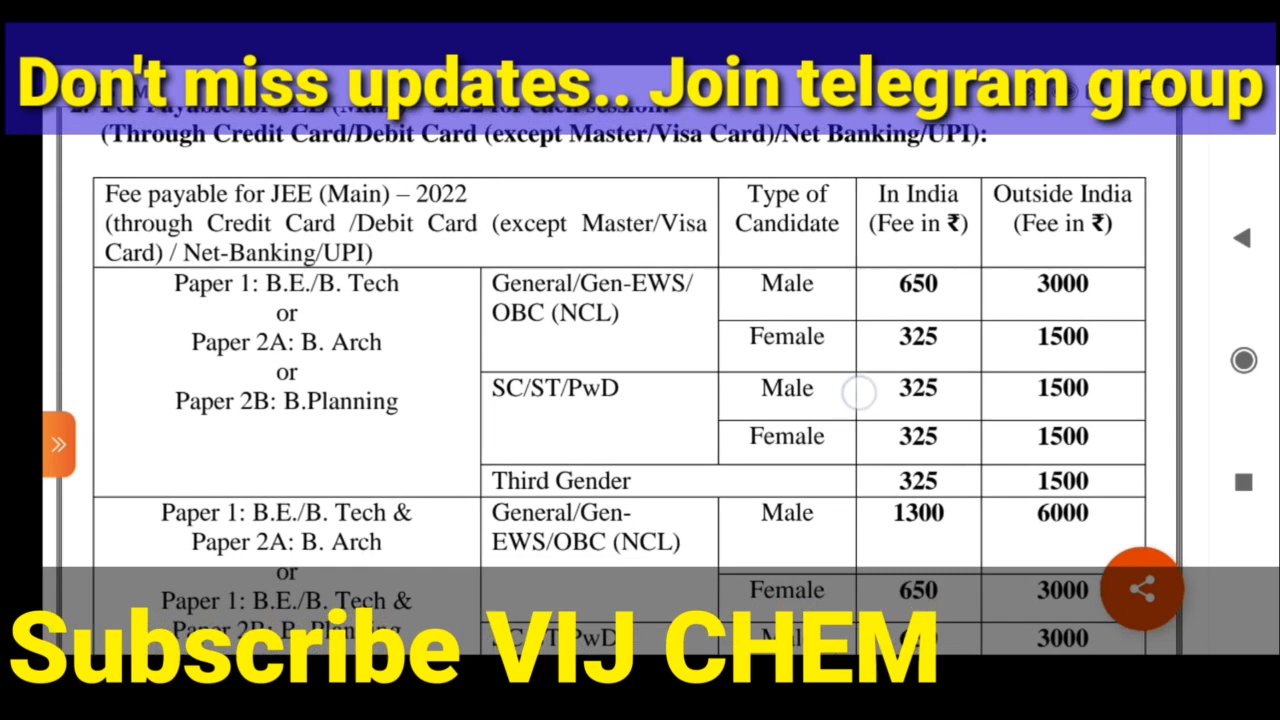 Don't miss updates.. Join telegram group
(Through Credit Card/Debit Card (except Master/Visa Card)/Net Banking/UPI):
Fee payable for JEE (Main) – 2022
(through Credit Card /Debit Card (except Master/Visa
Card) / Net-Banking/UPI)
Type of
Candidate
In India
(Fee in ₹)
Outside India
(Fee in ₹)
Paper 1: B.E./B. Tech
or
Paper 2A: B. Arch
or
Paper 2B: B.Planning
General/Gen-EWS/
OBC (NCL)
Male 650 3000
Female 325 1500
SC/ST/PwD Male 325 1500
Female 325 1500
Third Gender 325 1500
Paper 1: B.E./B. Tech &
Paper 2A: B. Arch
or
Paper 1: B.E./B. Tech &
General/Gen-
EWS/OBC (NCL)
Male 1300 6000
Female 650 3000
3000
Subscribe VIJ CHEM